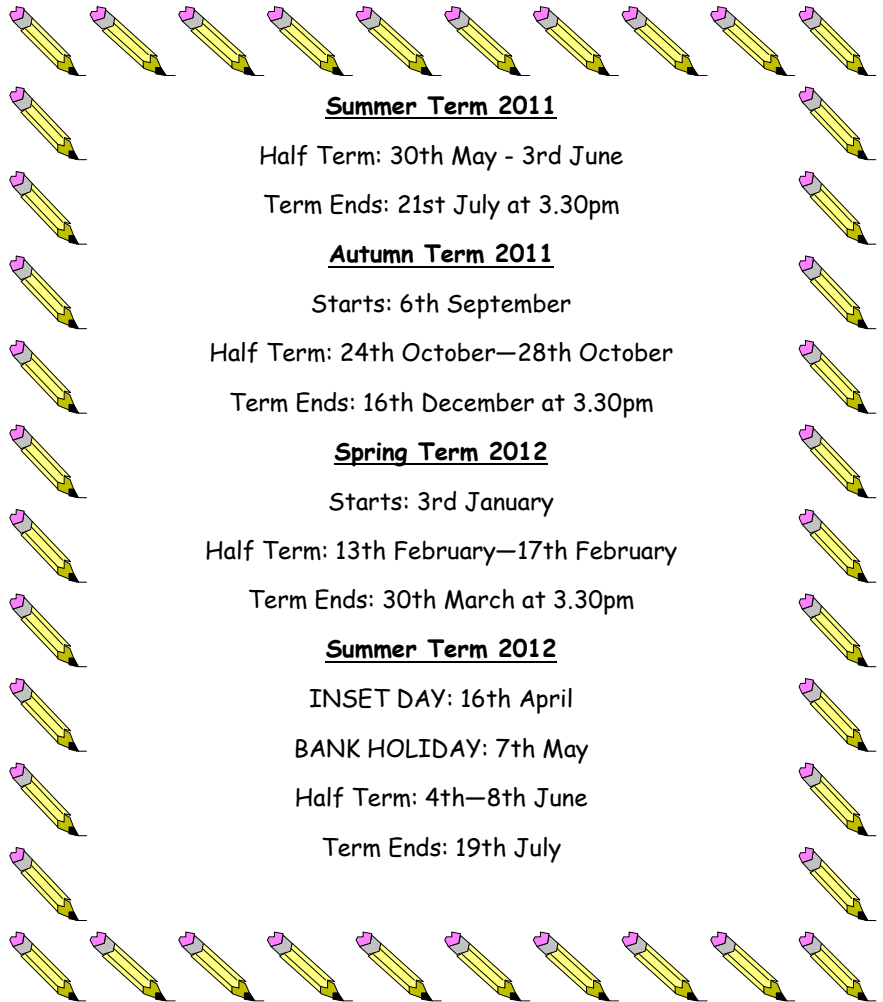 Summer Term 2011
Half Term: 30th May - 3rd June
Term Ends: 21st July at 3.30pm
Autumn Term 2011
Starts: 6th September
Half Term: 24th October—28th October
Term Ends: 16th December at 3.30pm
Spring Term 2012
Starts: 3rd January
Half Term: 13th February—17th February
Term Ends: 30th March at 3.30pm
Summer Term 2012
INSET DAY: 16th April
BANK HOLIDAY: 7th May
Half Term: 4th—8th June
Term Ends: 19th July